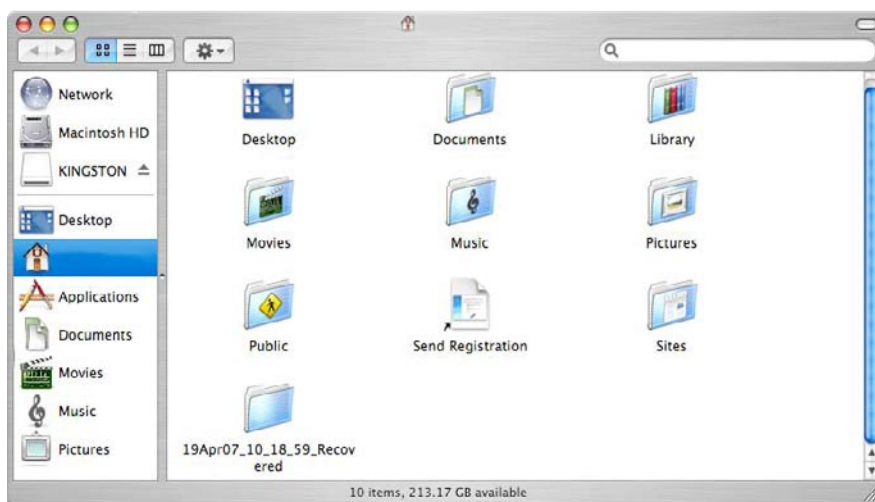 Network
Macintosh HD
KINGSTON
Desktop
Applications
Documents
Movies
Music
Pictures
Desktop
Documents
Library
Movies
Music
Pictures
Public
Send Registration
Sites
19Apr07_10_18_59_Recov
ered
10 items, 213.17 GB available